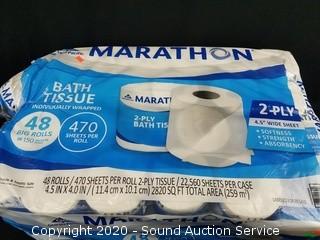 MARATHON
BATH
TISSUE
INDIVIDUALLY WRAPPED
48
BIG ROLLS
470
SHEETS PER
ROLL
MARATHON
2-PLY
BATH TISSUE
2-PLY
4.5" WIDE SHEET
• SOFTNESS
• STRENGTH
• ABSORBENCY
48 ROLLS / 470 SHEETS PER ROLL 2-PLY TISSUE / 22,560 SHEETS PER CASE
4.5 IN X 4.0 IN / (11.4 cm X 10.1 cm) 2820 SQ FT TOTAL AREA (259 m²)
Copyright 2020 - Sound Auction Service